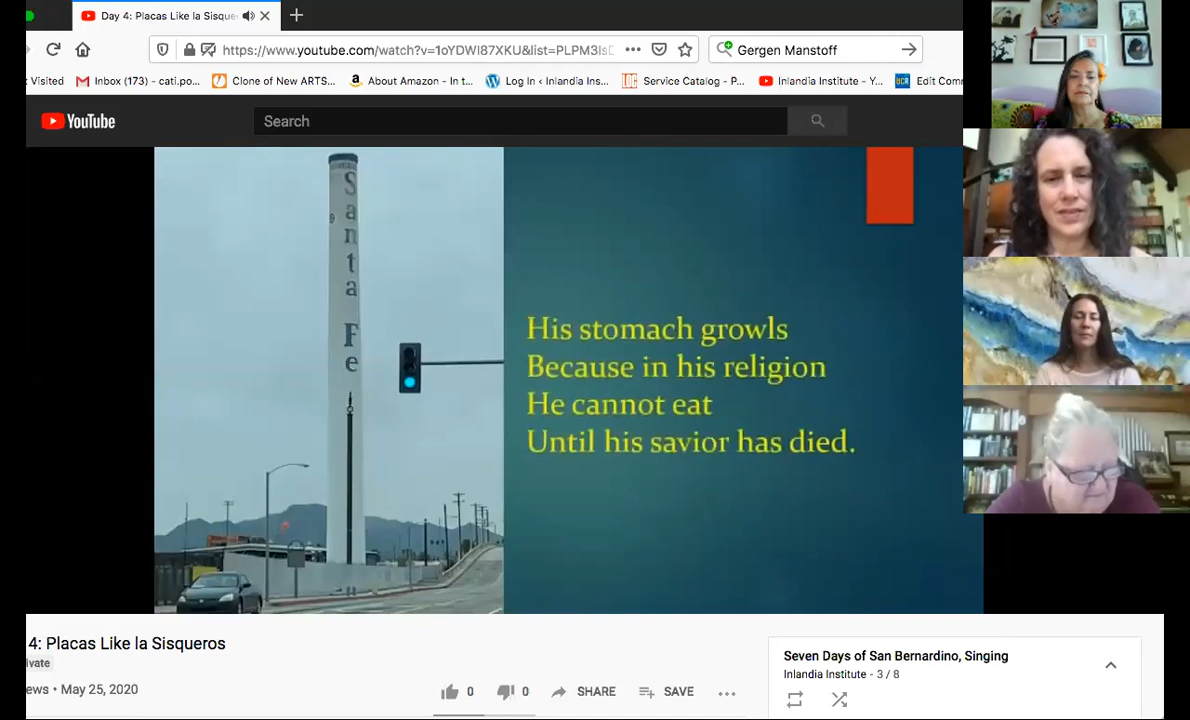 Day 4: Placas Like la Sisque
https://www.youtube.com/watch?v=1oYDWI87XKU&list=PLPM3IsD
Gergen Manstoff
Visited
Inbox (173) – cati.po...
Clone of New ARTS...
About Amazon - In t...
Log In ‹ Inlandia Ins...
Service Catalog - P...
Inlandia Institute - Y...
UCR
Edit Comm
YouTube
Search
Santa Fe
His stomach growls
Because in his religion
He cannot eat
Until his savior has died.
4: Placas Like la Sisqueros
ivate
ews • May 25, 2020
0
0
SHARE
SAVE
Seven Days of San Bernardino, Singing
Inlandia Institute - 3 / 8